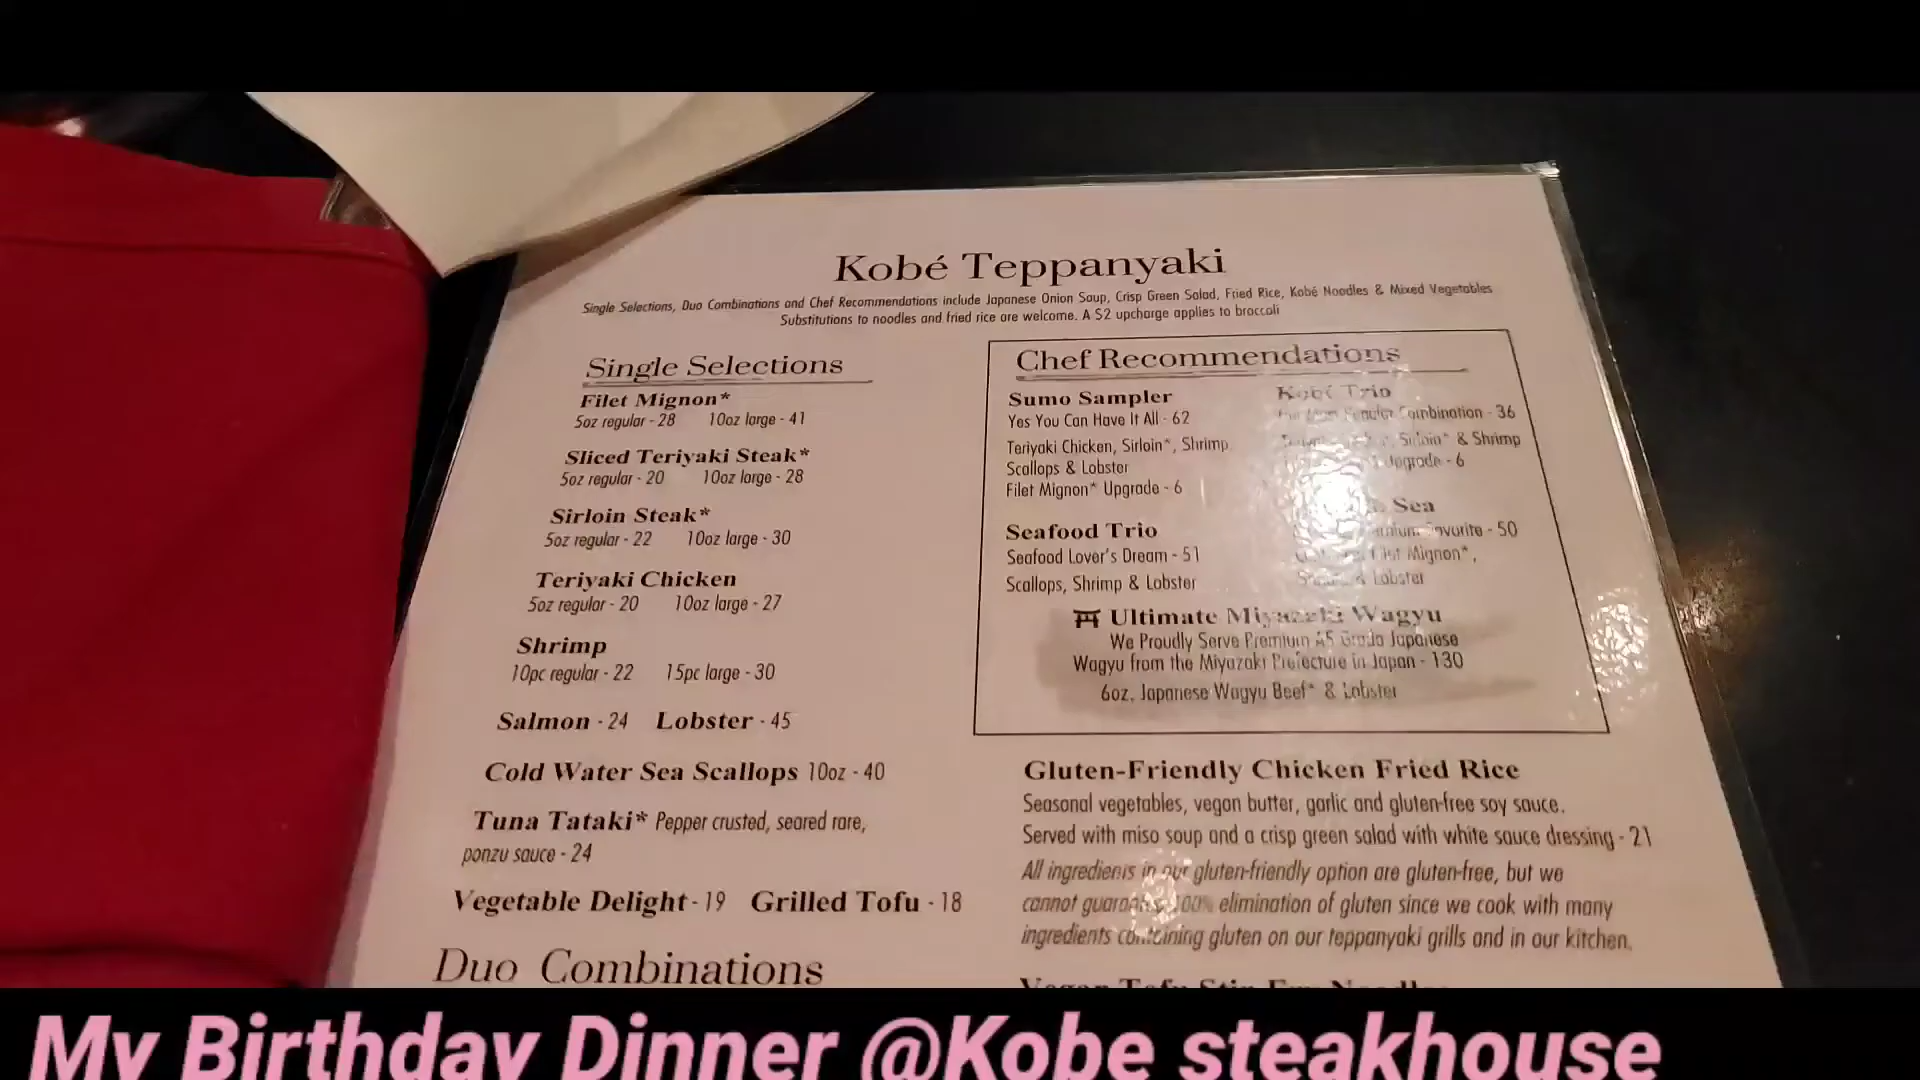 Kobé Teppanyaki
Single Selections, Duo Combinations and Chef Recommendations include Japanese Onion Soup, Crisp Green Salad, Fried Rice, Kobé Noodles & Mixed Vegetables
Substitutions to noodles and fried rice are welcome. A $2 upcharge applies to broccoli
Single Selections
Filet Mignon*
5oz regular - 28 10oz large - 41
Sliced Teriyaki Steak*
5oz regular - 20 10oz large - 28
Sirloin Steak*
5oz regular - 22 10oz large - 30
Teriyaki Chicken
5oz regular - 20 10oz large - 27
Shrimp
10pc regular - 22 15pc large - 30
Salmon - 24 Lobster - 45
Cold Water Sea Scallops 10oz - 40
Tuna Tataki* Pepper crusted, seared rare,
ponzu sauce - 24
Vegetable Delight - 19 Grilled Tofu - 18
Duo Combinations
Chef Recommendations
Sumo Sampler
Yes You Can Have It All - 62
Teriyaki Chicken, Sirloin*, Shrimp
Scallops & Lobster
Filet Mignon* Upgrade - 6
Seafood Trio
Seafood Lover's Dream - 51
Scallops, Shrimp & Lobster
Kobé Trio
Combination - 36
Sirloin* & Shrimp
Upgrade - 6
Sea
Favorite - 50
Mignon*,
& Lobster
Ultimate Miyazaki Wagyu
We Proudly Serve Premium A5 Grade Japanese
Wagyu from the Miyazaki Prefecture in Japan - 130
6oz. Japanese Wagyu Beef* & Lobster
Gluten-Friendly Chicken Fried Rice
Seasonal vegetables, vegan butter, garlic and gluten-free soy sauce.
Served with miso soup and a crisp green salad with white sauce dressing - 21
All ingredients in our gluten-friendly option are gluten-free, but we
cannot guarantee 100% elimination of gluten since we cook with many
ingredients containing gluten on our teppanyaki grills and in our kitchen.
Vegan Tofu Stir Fry Noodles
My Birthday Dinner @Kobe steakhouse